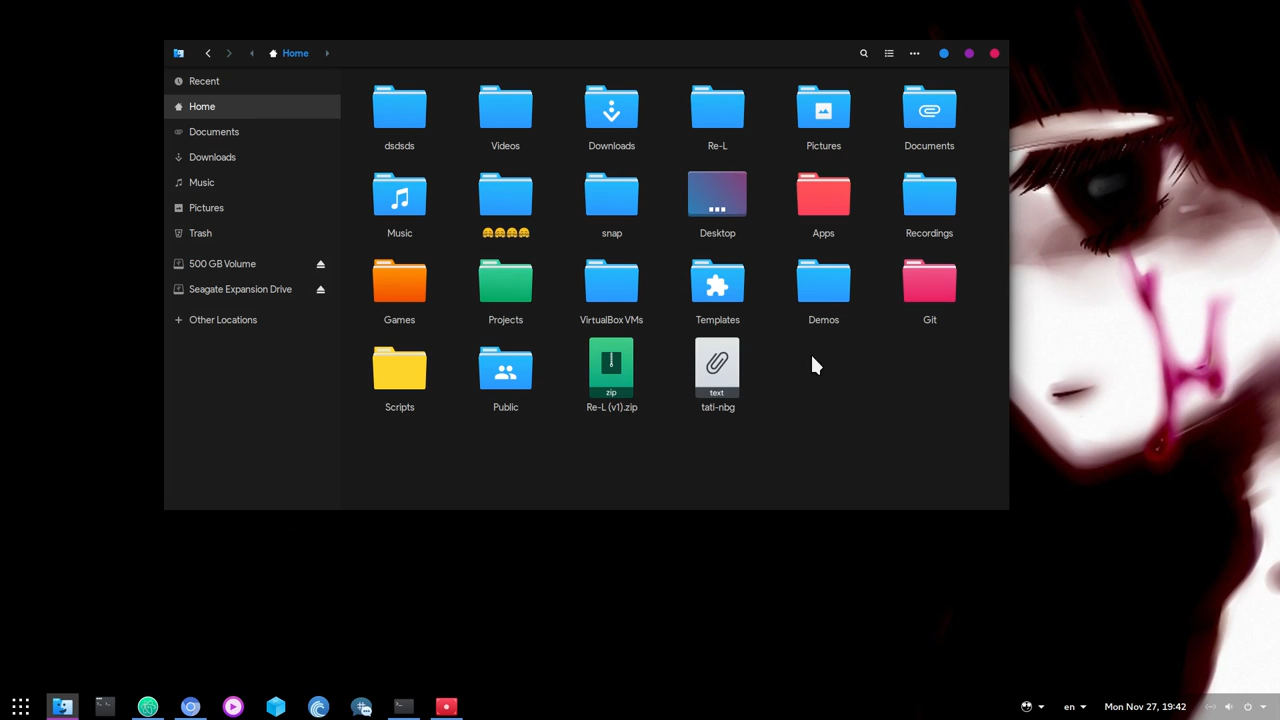 Home
Recent
Home
Documents
Downloads
Music
Pictures
Trash
500 GB Volume
Seagate Expansion Drive
Other Locations
dsdsds Videos Downloads Re-L Pictures Documents
Music 😄😄😄😄 snap Desktop Apps Recordings
Games Projects VirtualBox VMs Templates Demos Git
zip text
Scripts Public Re-L (v1).zip tati-nbg
en Mon Nov 27, 19:42